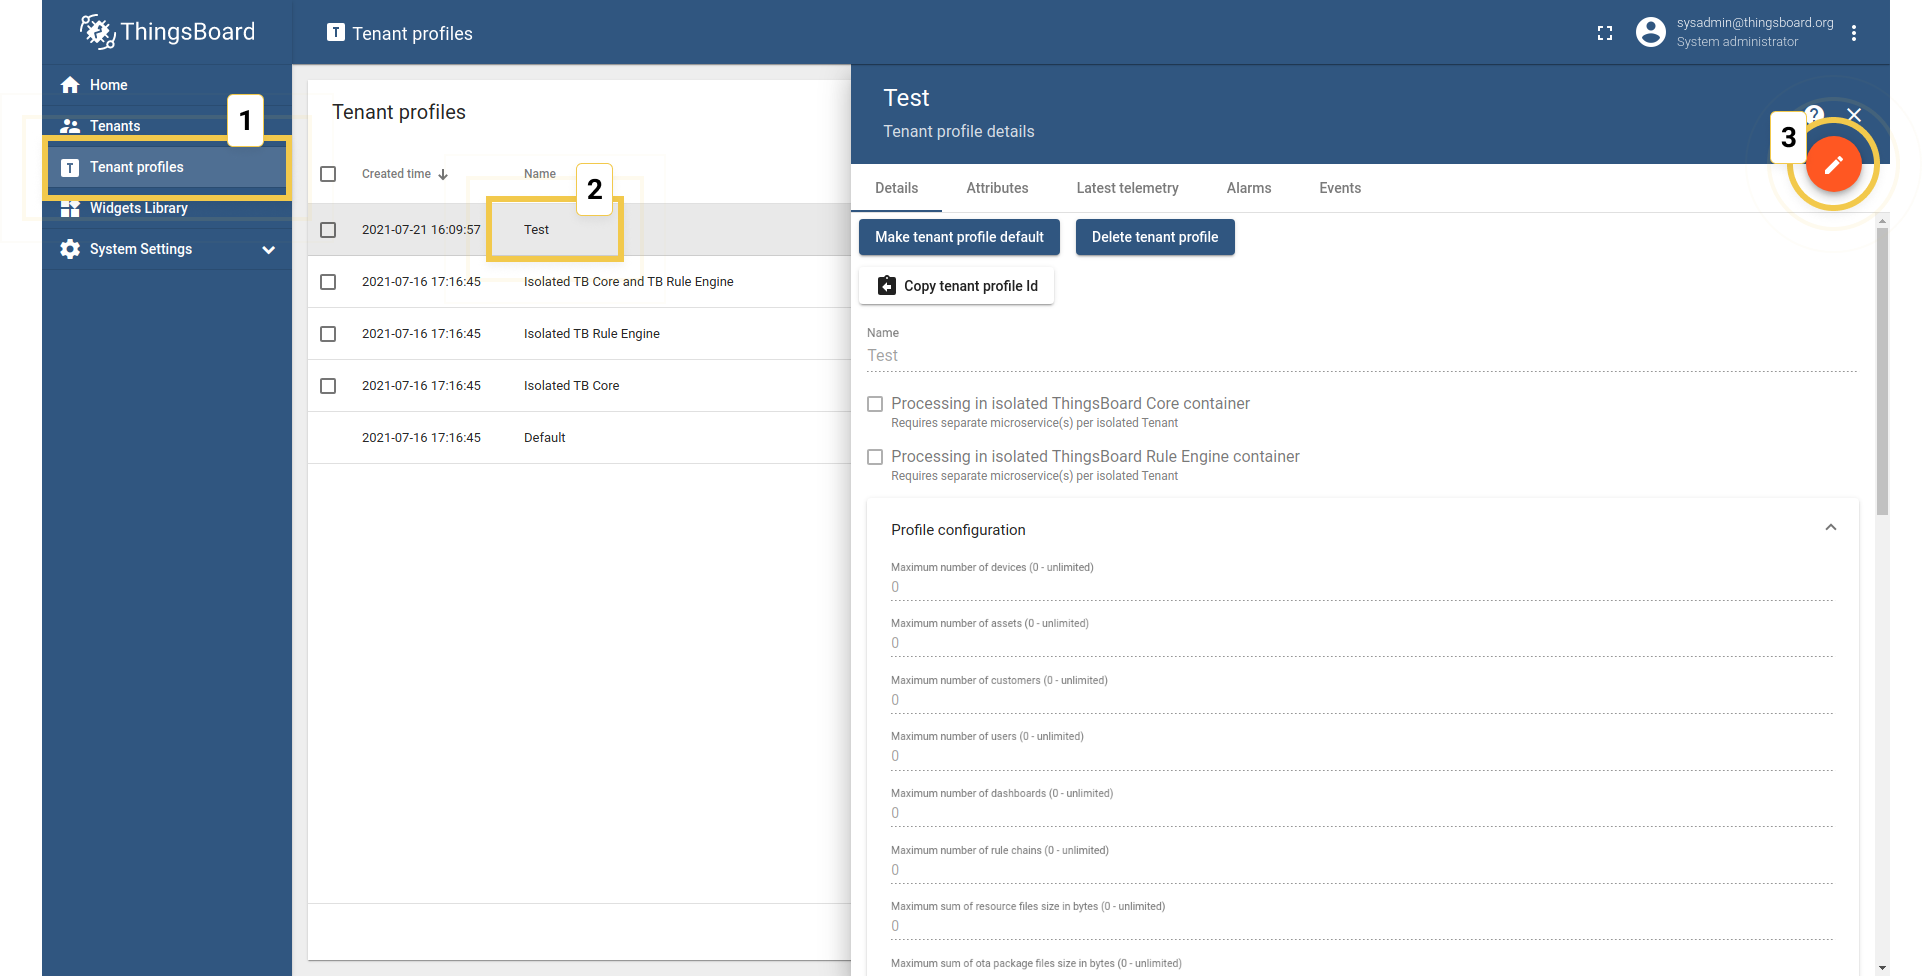 ThingsBoard
T Tenant profiles
sysadmin@thingsboard.org
System administrator
Home
1
Tenants
T Tenant profiles
Widgets Library
System Settings
Tenant profiles
Created time
Name
2
2021-07-21 16:09:57 Test
2021-07-16 17:16:45 Isolated TB Core and TB Rule Engine
2021-07-16 17:16:45 Isolated TB Rule Engine
2021-07-16 17:16:45 Isolated TB Core
2021-07-16 17:16:45 Default
Test
Tenant profile details
?
3
Details Attributes Latest telemetry Alarms Events
Make tenant profile default Delete tenant profile
Copy tenant profile Id
Name
Test
Processing in isolated ThingsBoard Core container
Requires separate microservice(s) per isolated Tenant
Processing in isolated ThingsBoard Rule Engine container
Requires separate microservice(s) per isolated Tenant
Profile configuration
Maximum number of devices (0 - unlimited)
0
Maximum number of assets (0 - unlimited)
0
Maximum number of customers (0 - unlimited)
0
Maximum number of users (0 - unlimited)
0
Maximum number of dashboards (0 - unlimited)
0
Maximum number of rule chains (0 - unlimited)
0
Maximum sum of resource files size in bytes (0 - unlimited)
0
Maximum sum of ota package files size in bytes (0 - unlimited)